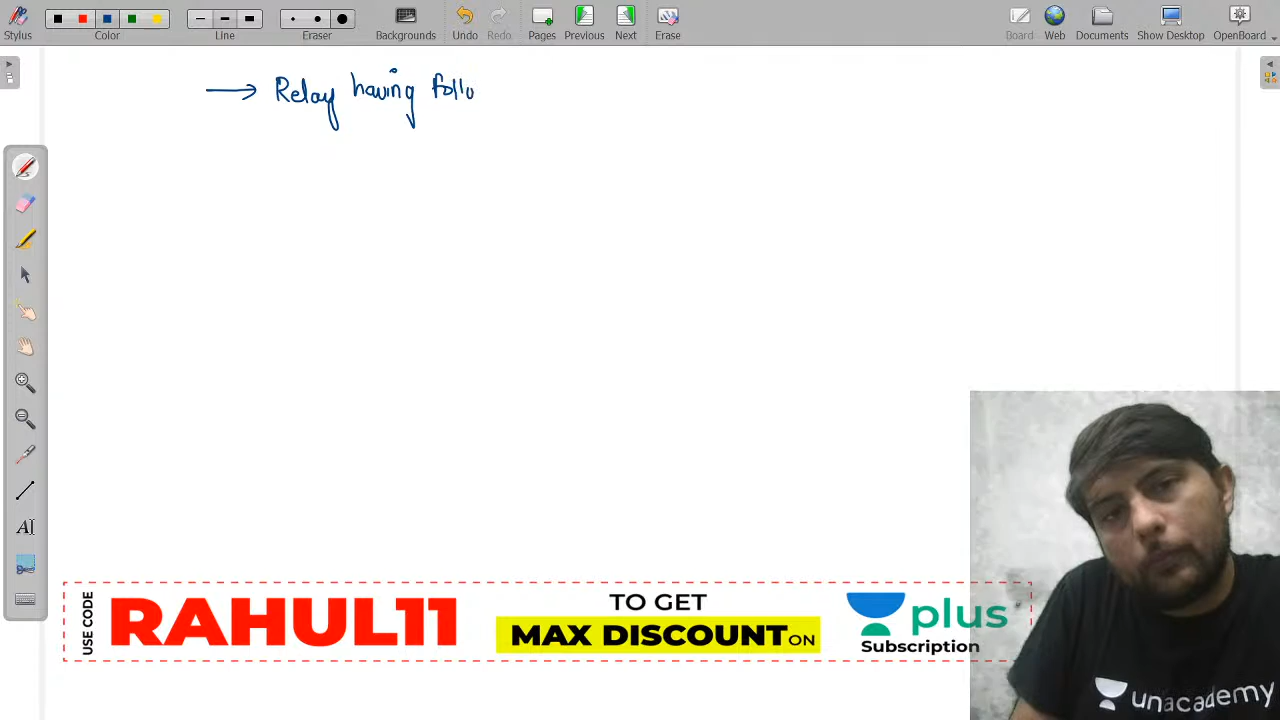 Stylus
Color
Line
Eraser
Backgrounds
Undo
Redo
Pages
Previous
Next
Erase
Board
Web
Documents
Show Desktop
OpenBoard
→ Relay having follo
AI
USE CODE
RAHUL11
TO GET
MAX DISCOUNT ON
plus
Subscription
unacademy